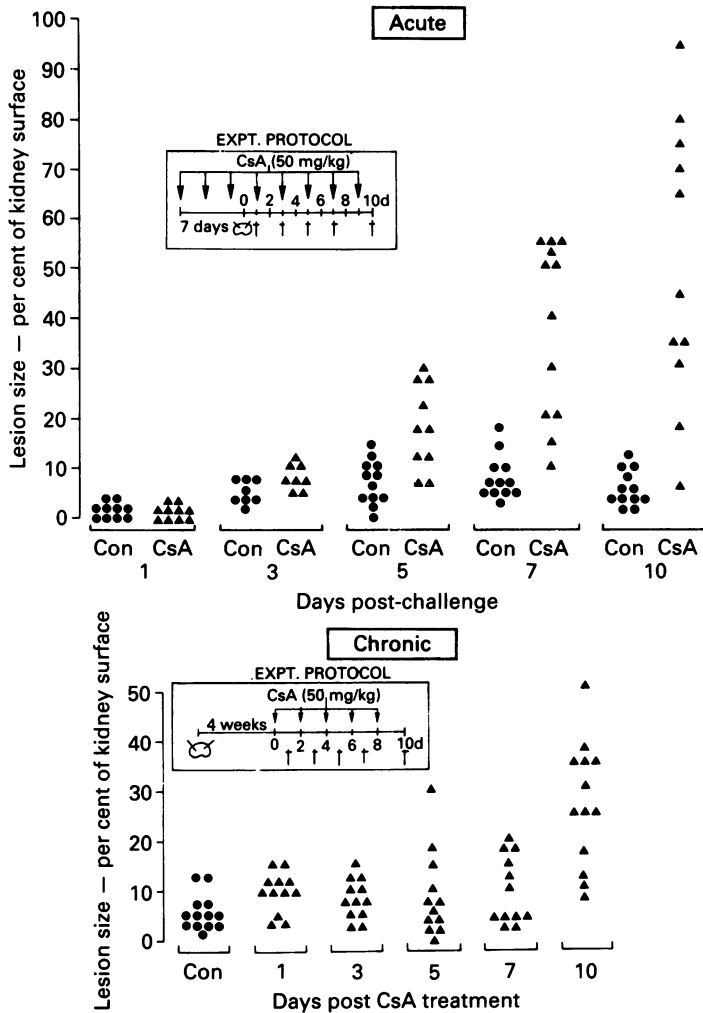 Acute
Lesion size — per cent of kidney surface
100
90
80
70
60
50
40
30
20
10
0
EXPT. PROTOCOL
CsA (50 mg/kg)
0 2 4 6 8 10d
7 days
Con CsA Con CsA Con CsA Con CsA Con CsA
1 3 5 7 10
Days post-challenge
Chronic
Lesion size — per cent of kidney surface
50
40
30
20
10
0
EXPT. PROTOCOL
CsA (50 mg/kg)
4 weeks
0 2 4 6 8 10d
Con 1 3 5 7 10
Days post CsA treatment